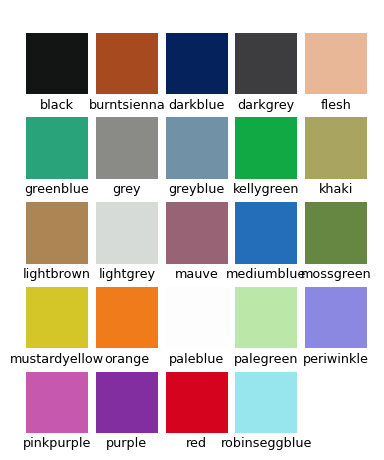 black burntsienna darkblue darkgrey flesh
greenblue grey greyblue kellygreen khaki
lightbrown lightgrey mauve mediumblue mossgreen
mustardyellow orange paleblue palegreen periwinkle
pinkpurple purple red robinseggblue